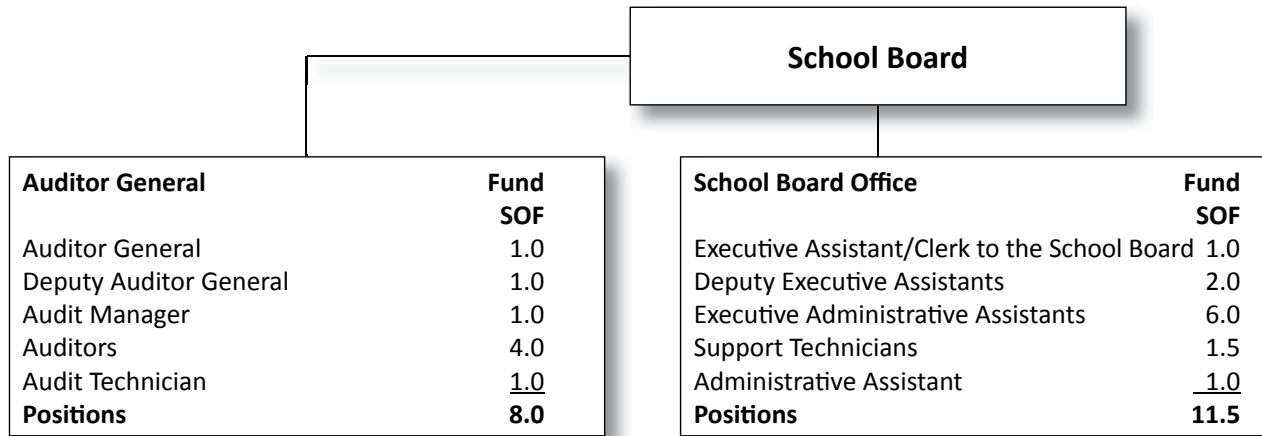 School Board
Auditor General Fund
SOF
Auditor General 1.0
Deputy Auditor General 1.0
Audit Manager 1.0
Auditors 4.0
Audit Technician 1.0
Positions 8.0
School Board Office Fund
SOF
Executive Assistant/Clerk to the School Board 1.0
Deputy Executive Assistants 2.0
Executive Administrative Assistants 6.0
Support Technicians 1.5
Administrative Assistant 1.0
Positions 11.5